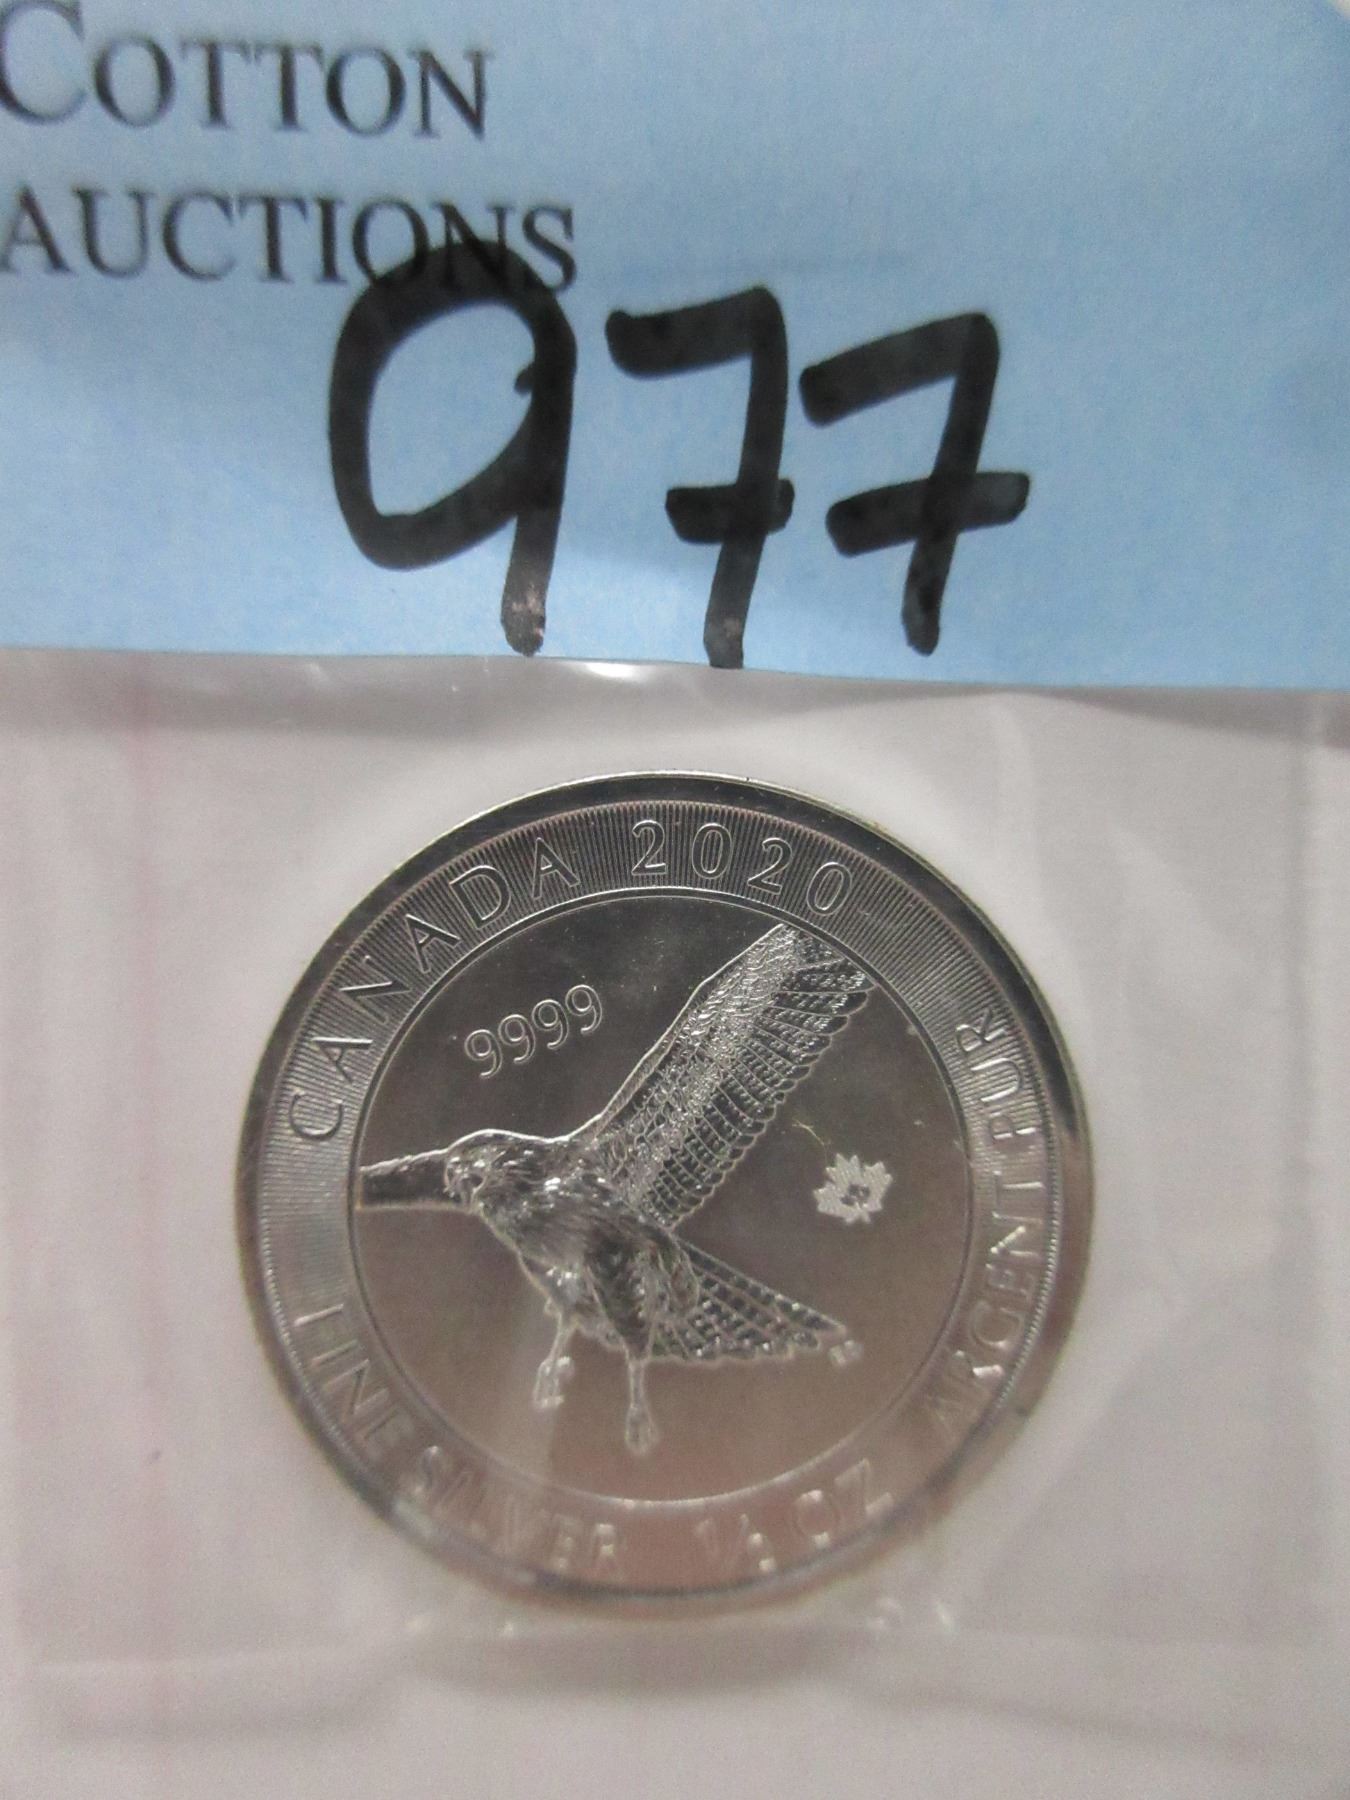 COTTON
AUCTIONS
977
CANADA 2020
9999
FINE SILVER 1/2 OZ ARGENT PUR